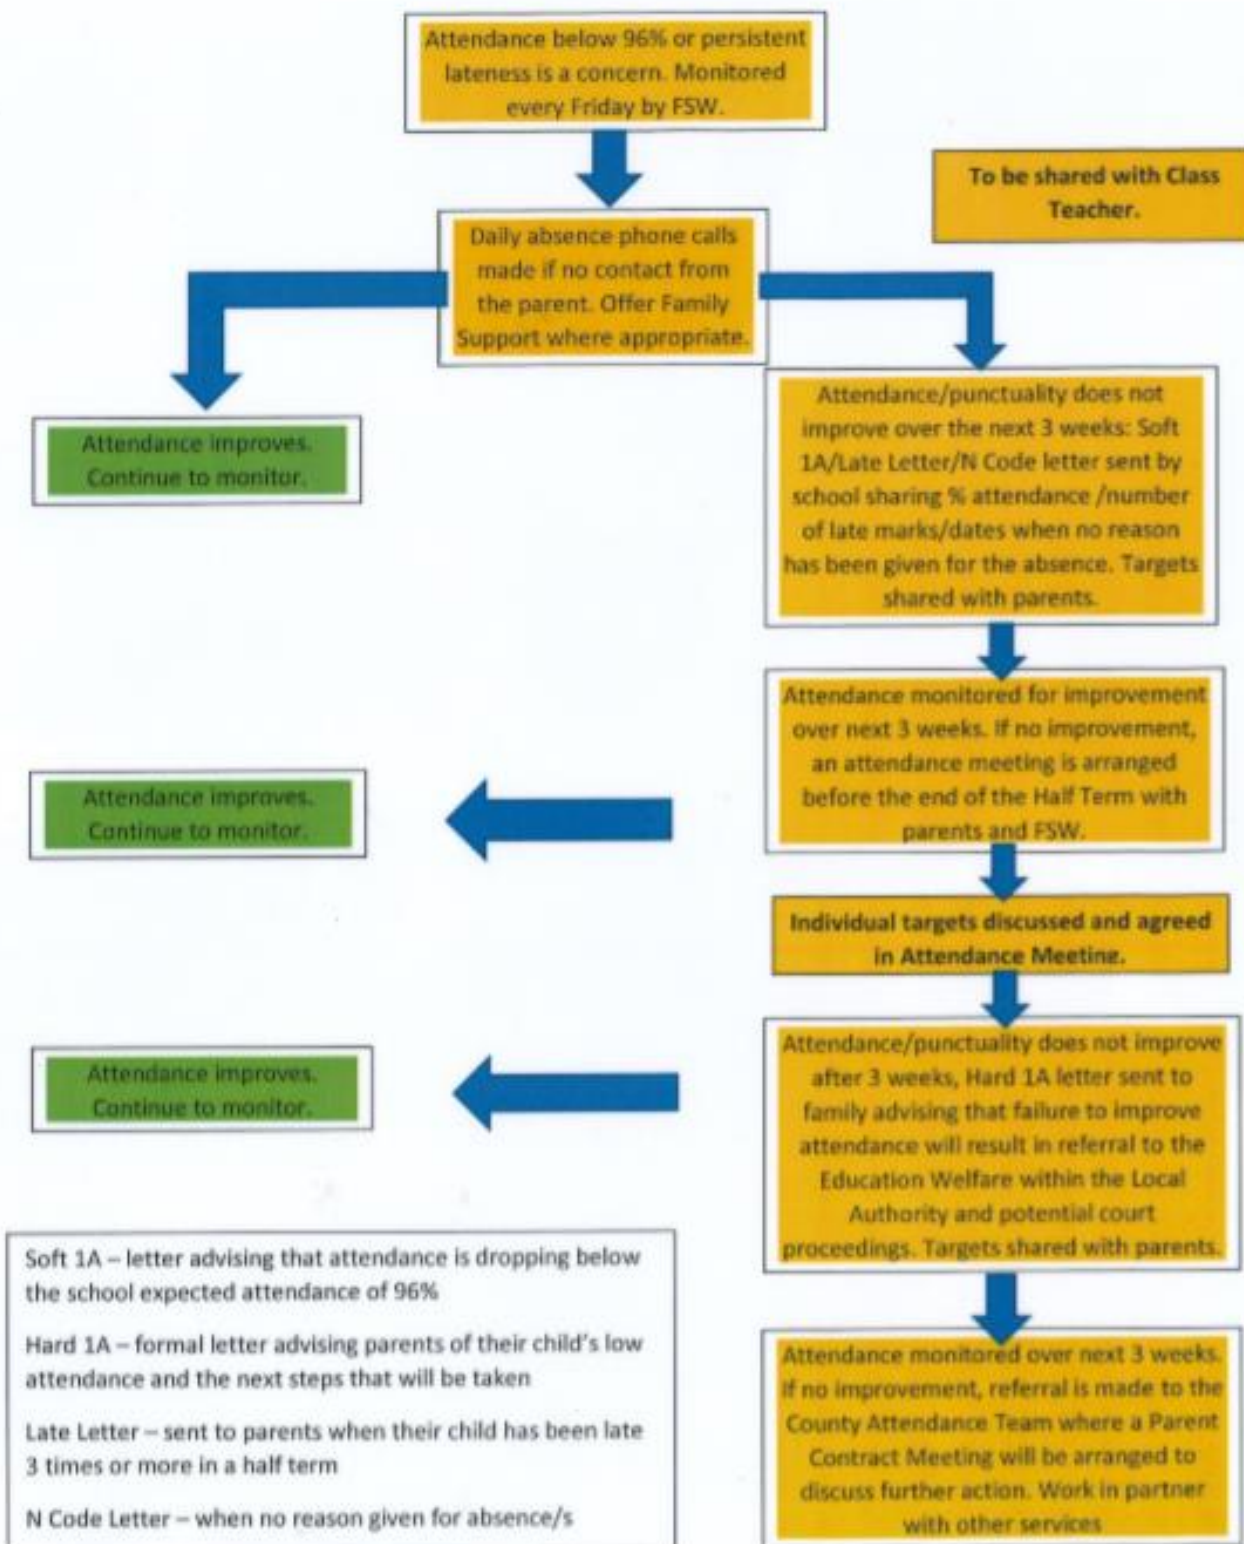 Attendance below 96% or persistent
lateness is a concern. Monitored
every Friday by FSW.
To be shared with Class
Teacher.
Daily absence phone calls
made if no contact from
the parent. Offer Family
Support where appropriate.
Attendance improves.
Continue to monitor.
Attendance/punctuality does not
improve over the next 3 weeks: Soft
1A/Late Letter/N Code letter sent by
school sharing % attendance /number
of late marks/dates when no reason
has been given for the absence. Targets
shared with parents.
Attendance monitored for improvement
over next 3 weeks. If no improvement,
an attendance meeting is arranged
before the end of the Half Term with
parents and FSW.
Attendance improves.
Continue to monitor.
Individual targets discussed and agreed
in Attendance Meeting.
Attendance/punctuality does not improve
after 3 weeks, Hard 1A letter sent to
family advising that failure to improve
attendance will result in referral to the
Education Welfare within the Local
Authority and potential court
proceedings. Targets shared with parents.
Attendance improves.
Continue to monitor.
Soft 1A – letter advising that attendance is dropping below
the school expected attendance of 96%
Hard 1A – formal letter advising parents of their child's low
attendance and the next steps that will be taken
Late Letter – sent to parents when their child has been late
3 times or more in a half term
N Code Letter – when no reason given for absence/s
Attendance monitored over next 3 weeks.
If no improvement, referral is made to the
County Attendance Team where a Parent
Contract Meeting will be arranged to
discuss further action. Work in partner
with other services